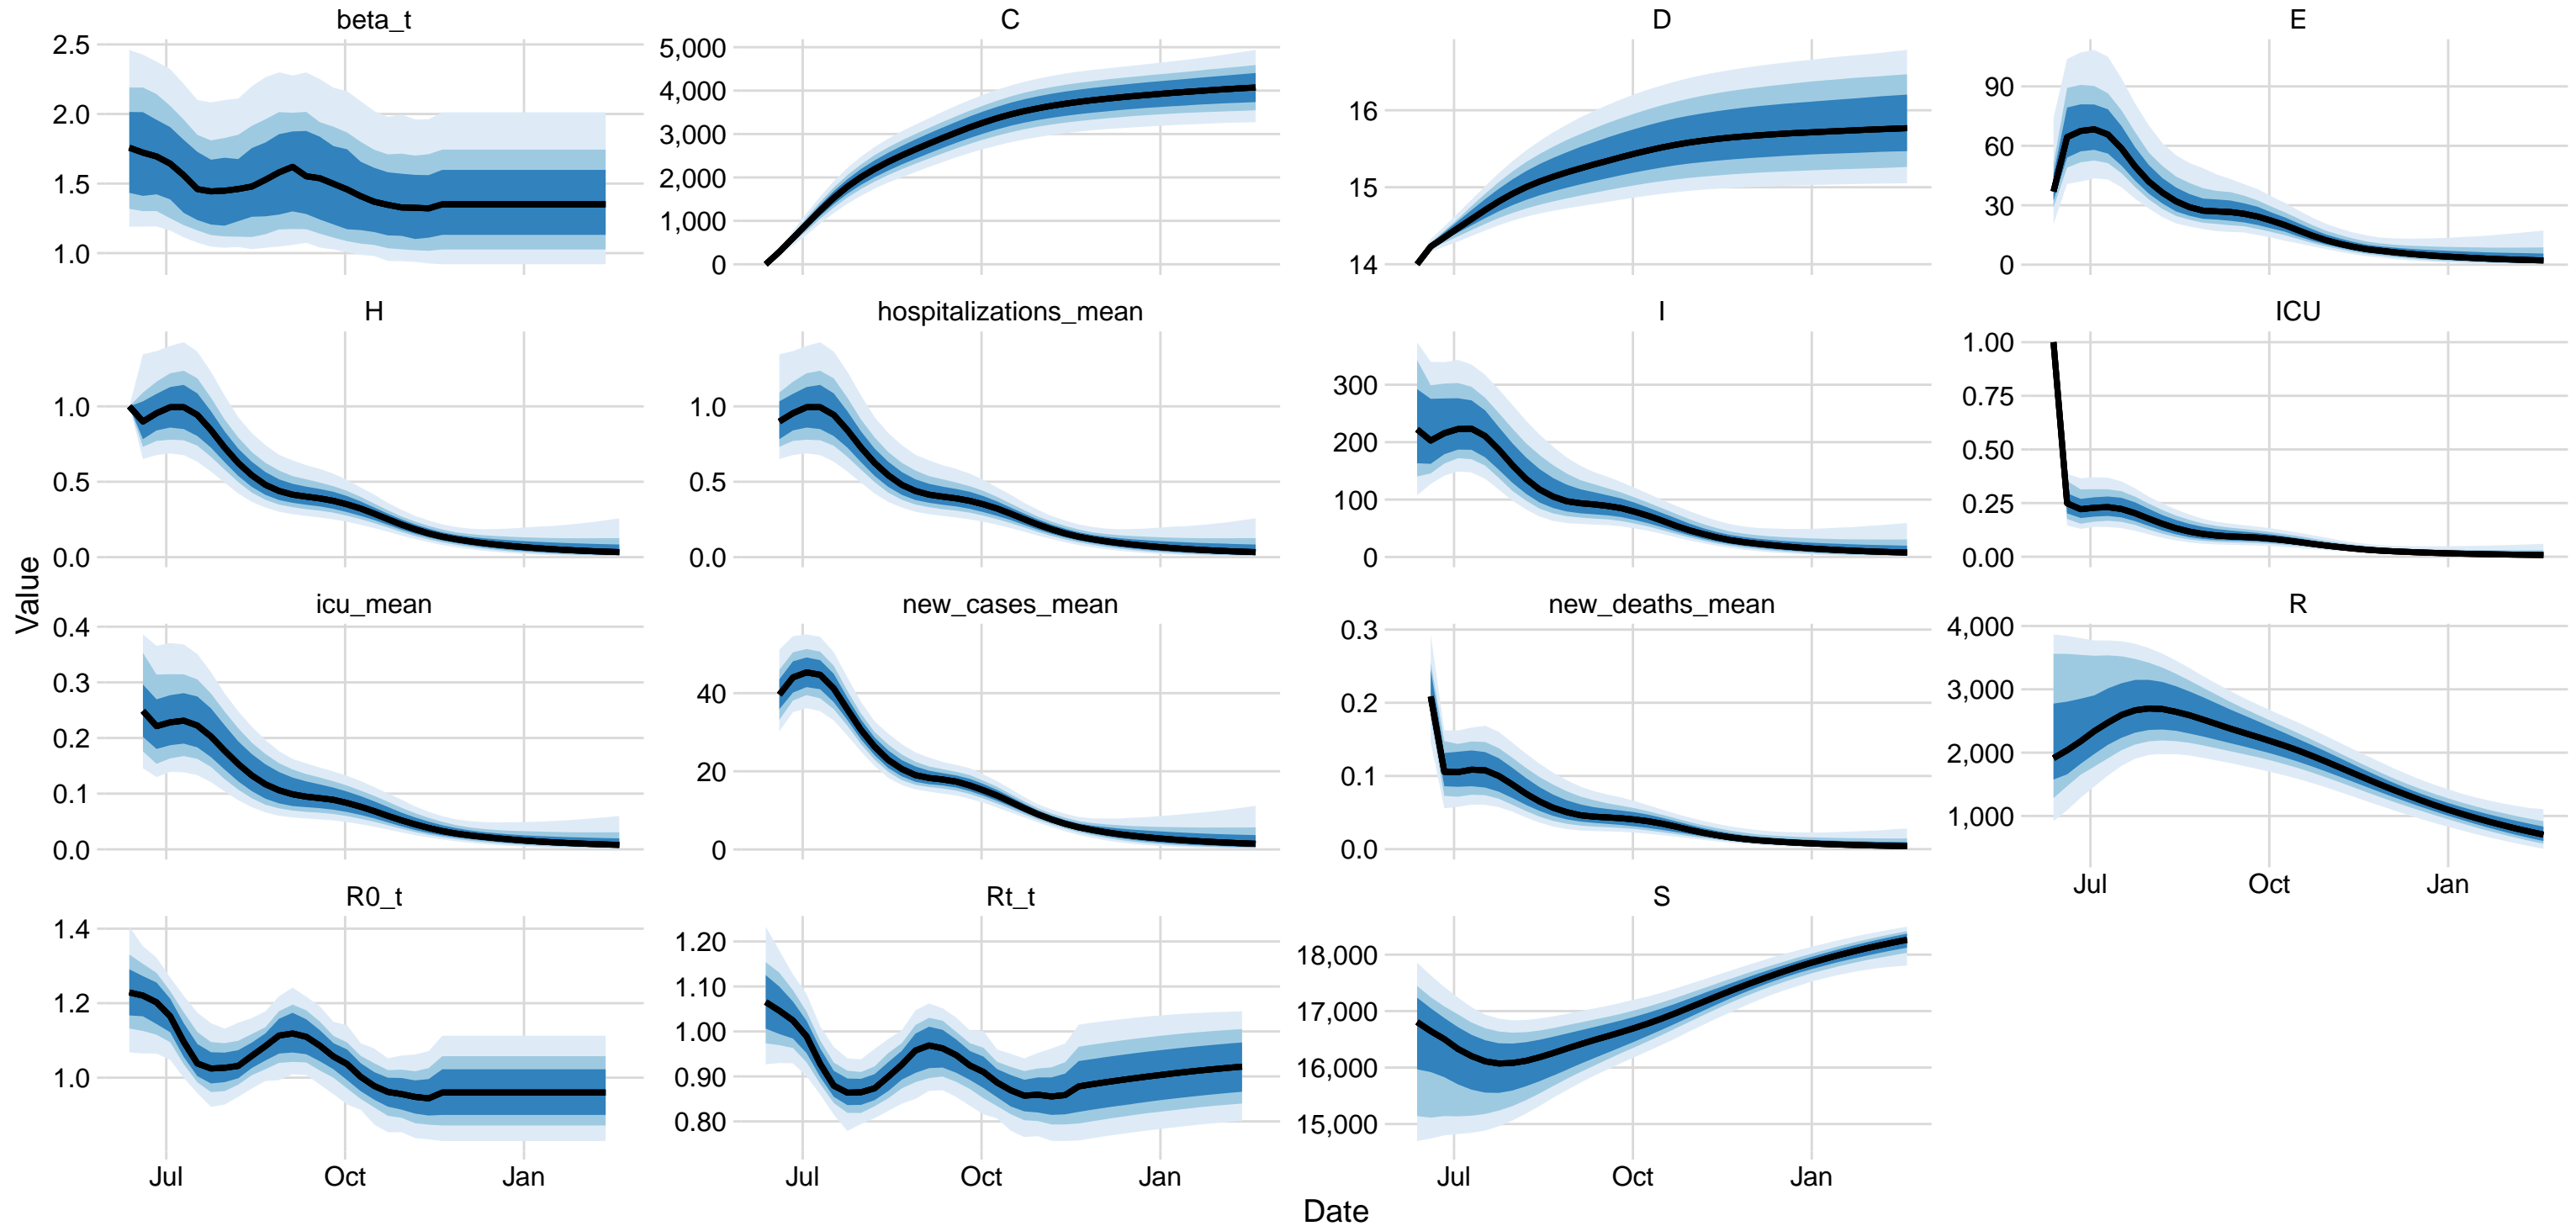 beta_t
C
D
E
2.5
2.0
1.5
1.0
5,000
4,000
3,000
2,000
1,000
0
16
15
14
90
60
30
0
H
hospitalizations_mean
I
ICU
1.0
0.5
0.0
1.0
0.5
0.0
300
200
100
0
1.00
0.75
0.50
0.25
0.00
Value
icu_mean
new_cases_mean
new_deaths_mean
R
0.4
0.3
0.2
0.1
0.0
40
20
0
0.3
0.2
0.1
0.0
4,000
3,000
2,000
1,000
Jul Oct Jan
R0_t
Rt_t
S
1.4
1.2
1.0
1.20
1.10
1.00
0.90
0.80
18,000
17,000
16,000
15,000
Jul Oct Jan
Jul Oct Jan
Jul Oct Jan
Date